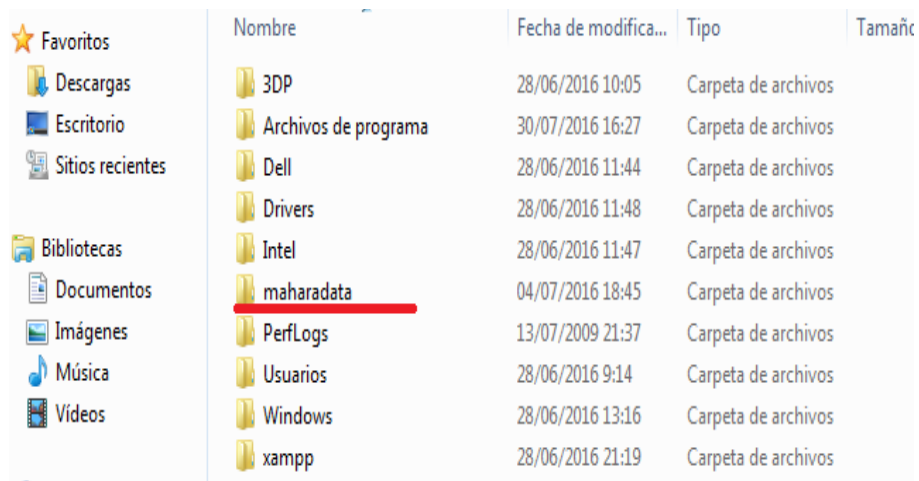 Favoritos
Descargas
Escritorio
Sitios recientes
Bibliotecas
Documentos
Imágenes
Música
Vídeos
Nombre Fecha de modifica... Tipo Tamaño
3DP 28/06/2016 10:05 Carpeta de archivos
Archivos de programa 30/07/2016 16:27 Carpeta de archivos
Dell 28/06/2016 11:44 Carpeta de archivos
Drivers 28/06/2016 11:48 Carpeta de archivos
Intel 28/06/2016 11:47 Carpeta de archivos
maharadata 04/07/2016 18:45 Carpeta de archivos
PerfLogs 13/07/2009 21:37 Carpeta de archivos
Usuarios 28/06/2016 9:14 Carpeta de archivos
Windows 28/06/2016 13:16 Carpeta de archivos
xampp 28/06/2016 21:19 Carpeta de archivos